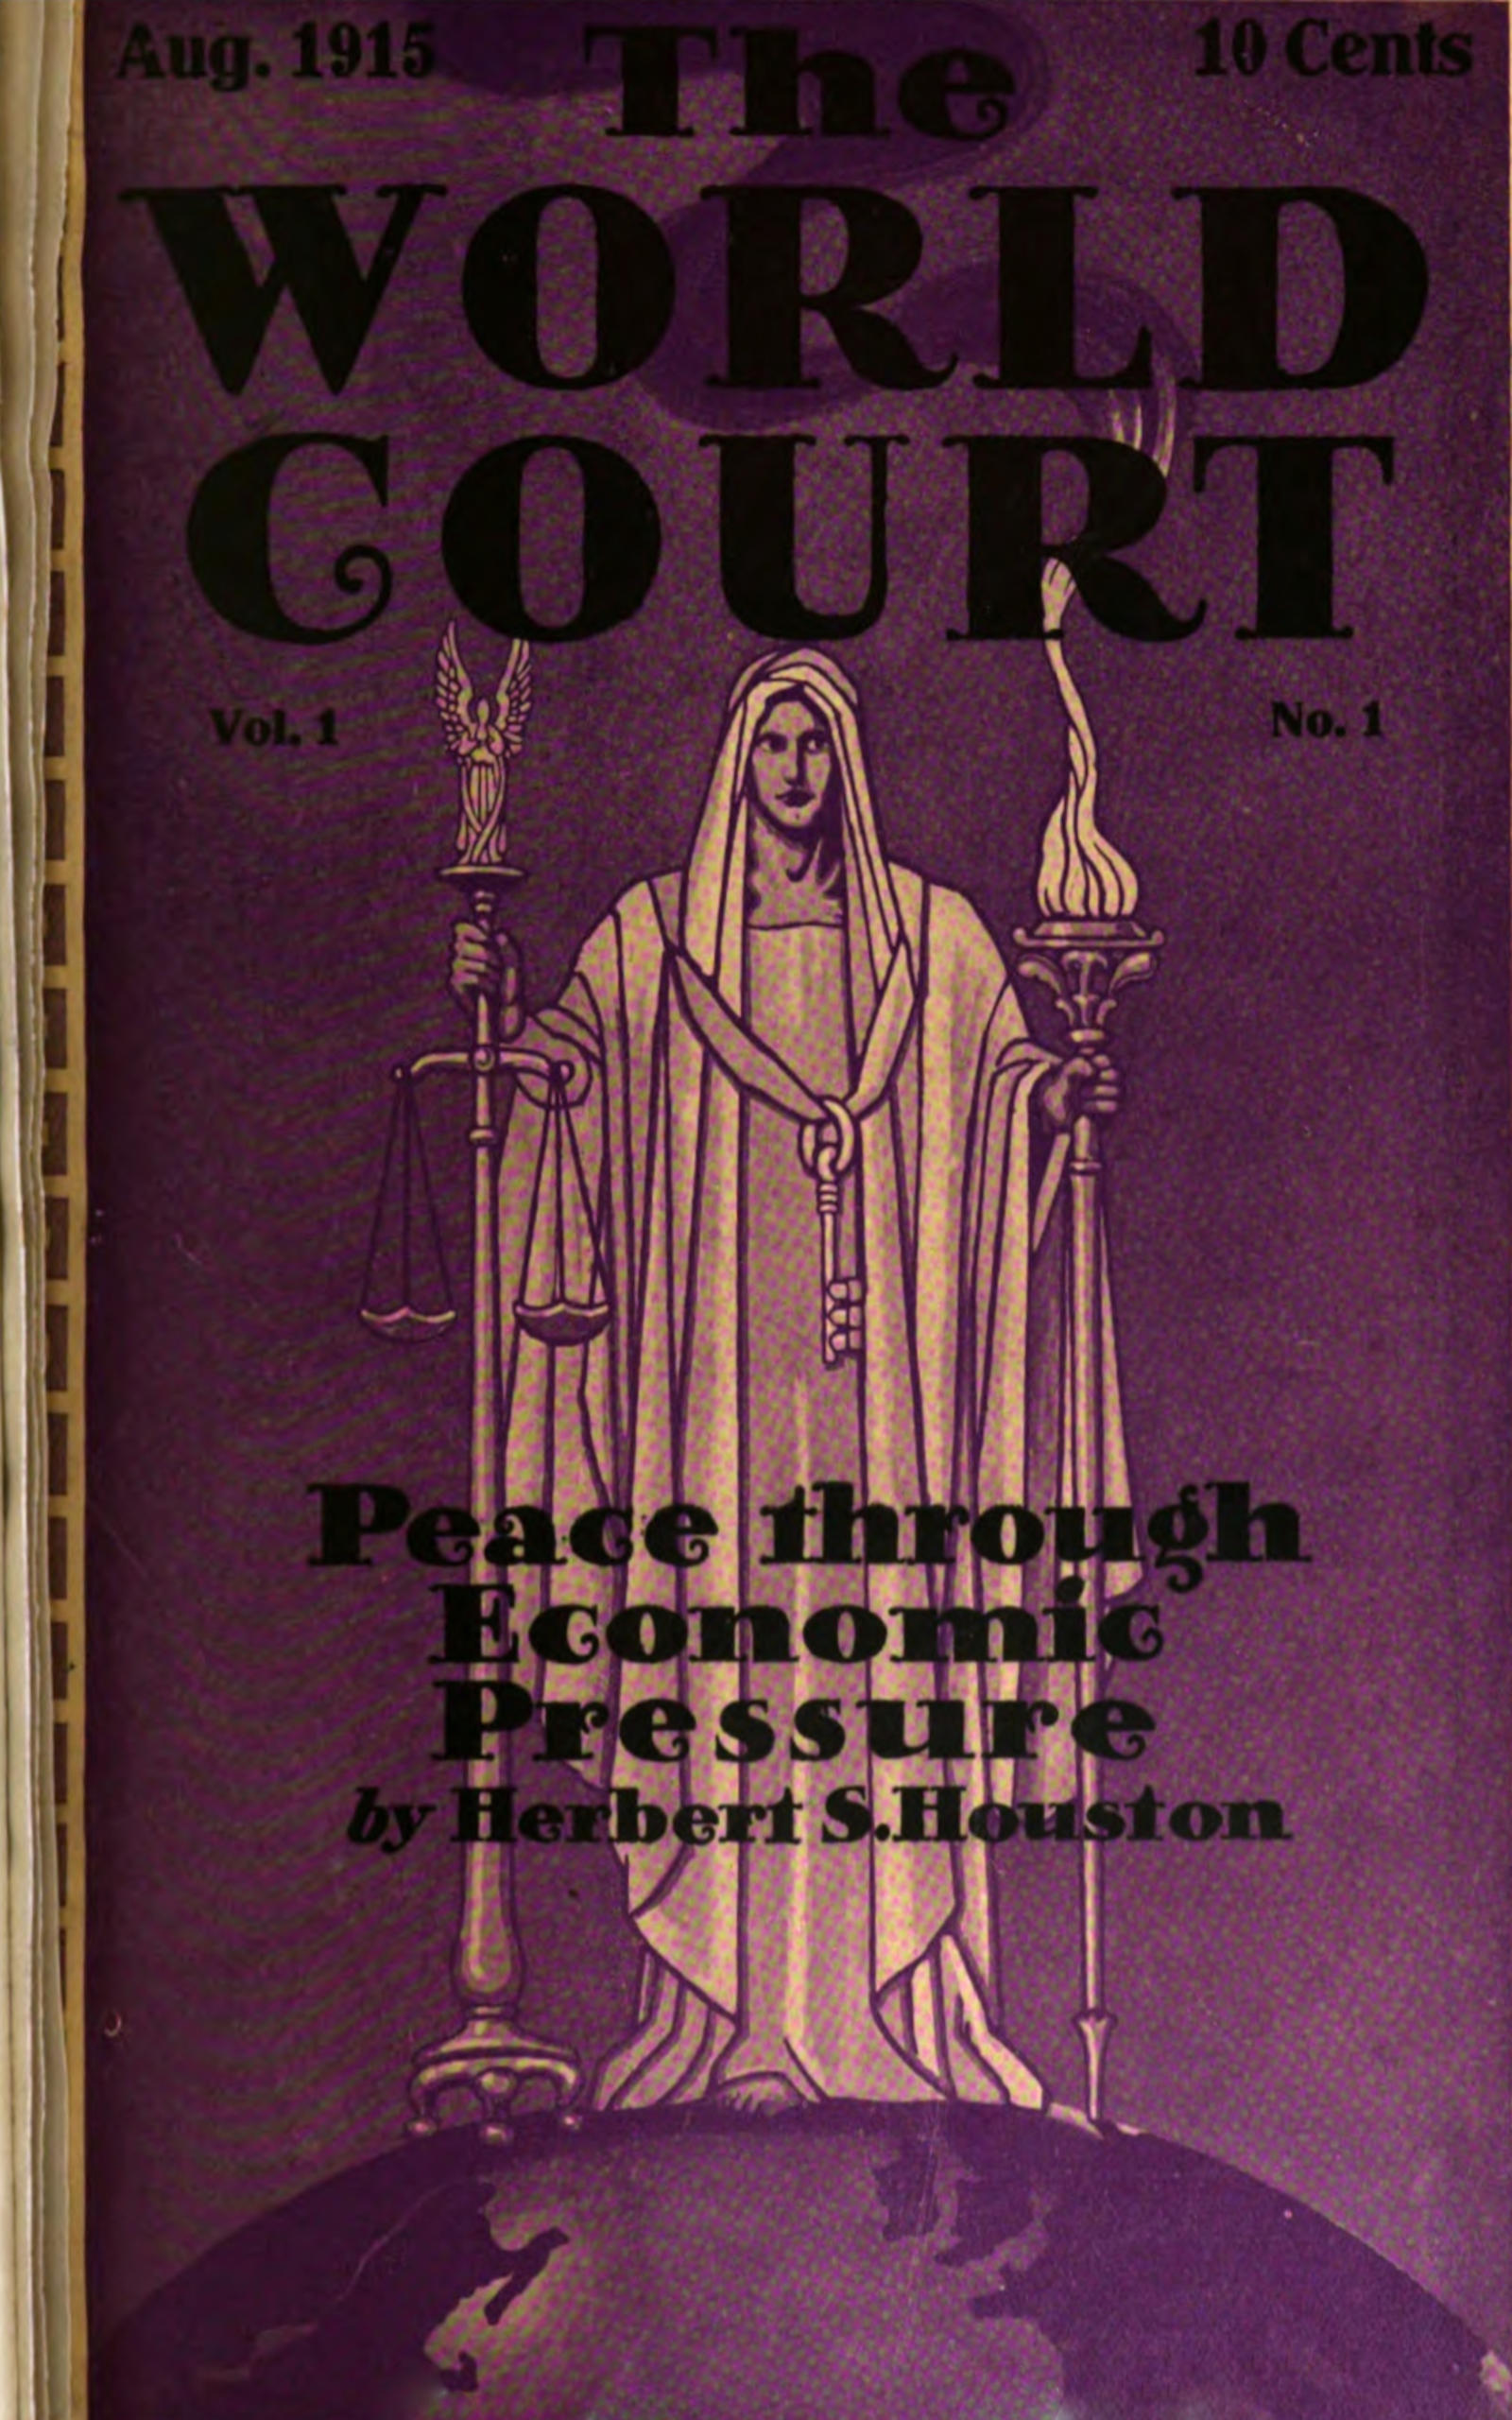 Aug. 1915
The
10 Cents
WORLD
COURT
Vol. 1
No. 1
Peace through
Economic
Pressure
by Herbert S. Houston